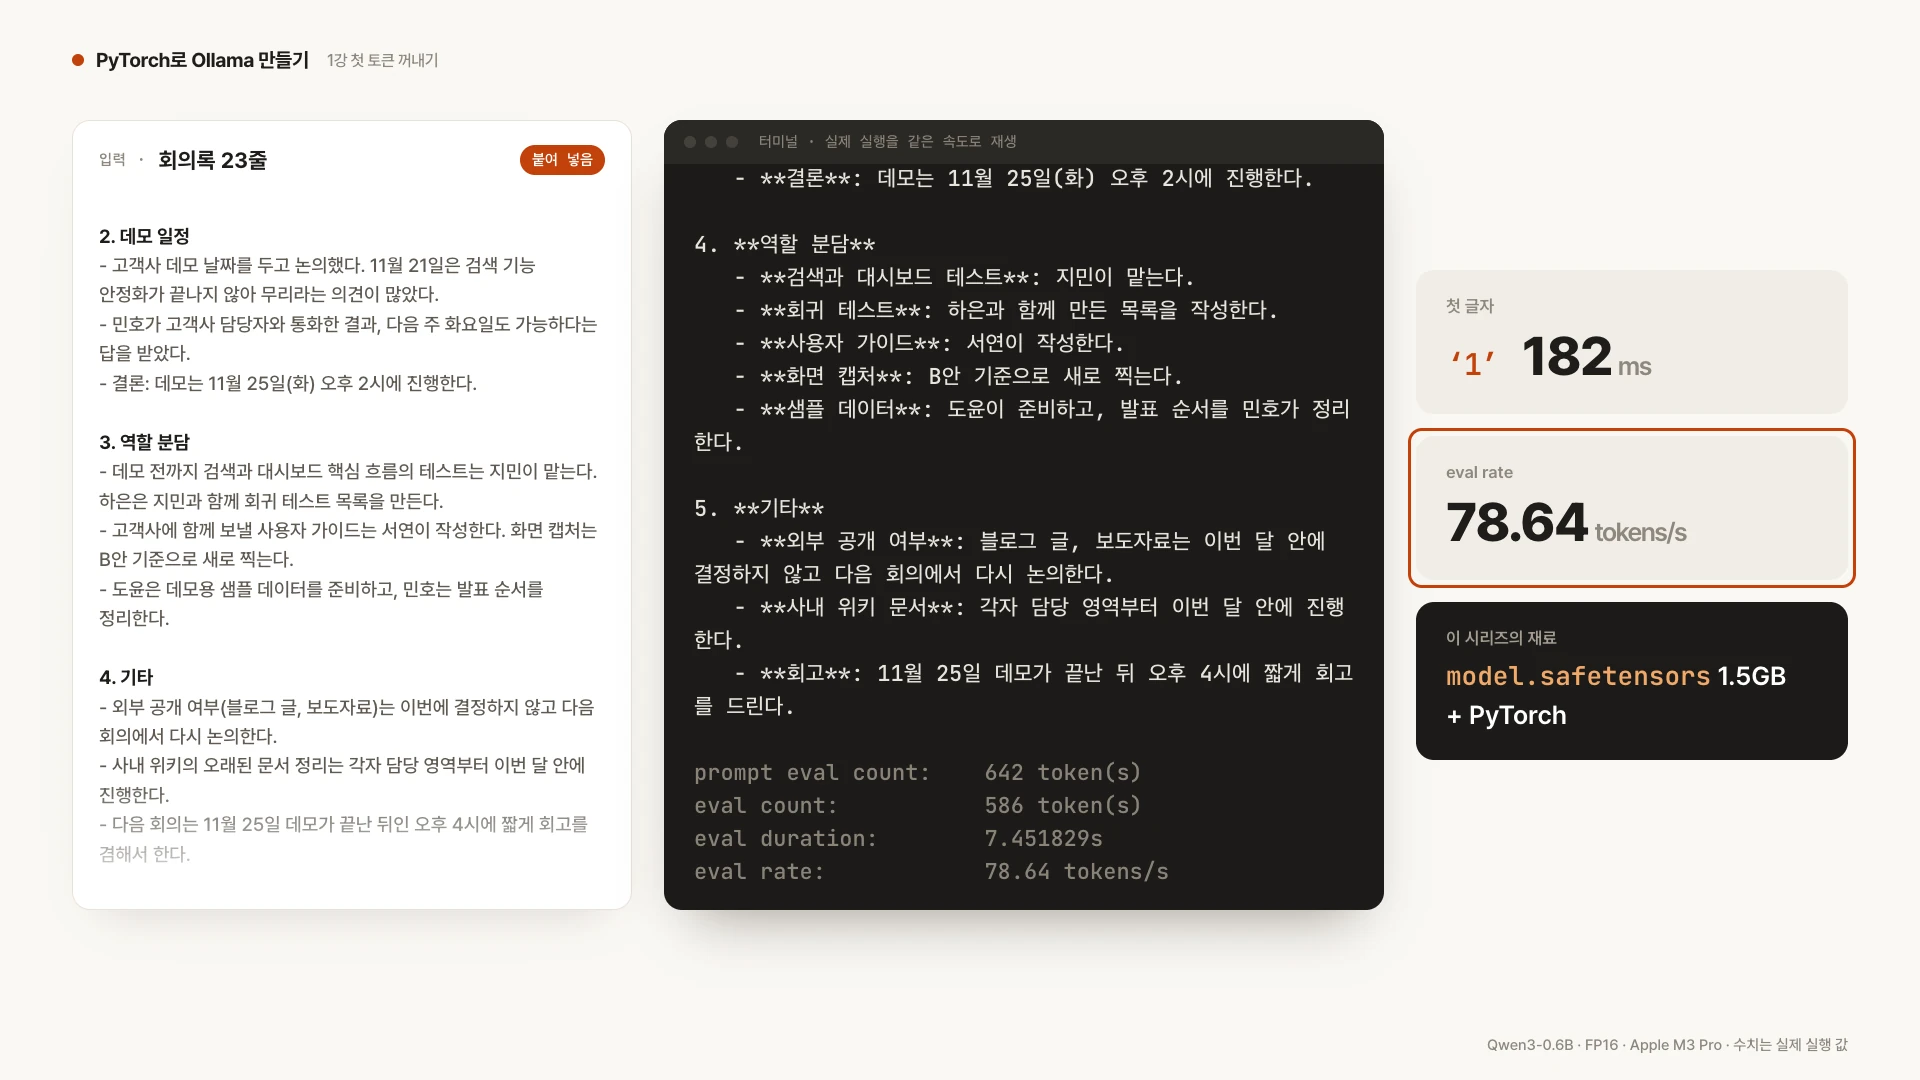 PyTorch로 Ollama 만들기 1강 첫 토큰 꺼내기
입력 · 회의록 23줄 붙여 넣음
2. 데모 일정
- 고객사 데모 날짜를 두고 논의했다. 11월 21일은 검색 기능
안정화가 끝나지 않아 무리라는 의견이 많았다.
- 민호가 고객사 담당자와 통화한 결과, 다음 주 화요일도 가능하다는
답을 받았다.
- 결론: 데모는 11월 25일(화) 오후 2시에 진행한다.
3. 역할 분담
- 데모 전까지 검색과 대시보드 핵심 흐름의 테스트는 지민이 맡는다.
하은은 지민과 함께 회귀 테스트 목록을 만든다.
- 고객사에 함께 보낼 사용자 가이드는 서연이 작성한다. 화면 캡처는
B안 기준으로 새로 찍는다.
- 도윤은 데모용 샘플 데이터를 준비하고, 민호는 발표 순서를
정리한다.
4. 기타
- 외부 공개 여부(블로그 글, 보도자료)는 이번에 결정하지 않고 다음
회의에서 다시 논의한다.
- 사내 위키의 오래된 문서 정리는 각자 담당 영역부터 이번 달 안에
진행한다.
- 다음 회의는 11월 25일 데모가 끝난 뒤인 오후 4시에 짧게 회고를
겸해서 한다.
터미널 · 실제 실행을 같은 속도로 재생
- **결론**: 데모는 11월 25일(화) 오후 2시에 진행한다.
4. **역할 분담**
- **검색과 대시보드 테스트**: 지민이 맡는다.
- **회귀 테스트**: 하은과 함께 만든 목록을 작성한다.
- **사용자 가이드**: 서연이 작성한다.
- **화면 캡처**: B안 기준으로 새로 찍는다.
- **샘플 데이터**: 도윤이 준비하고, 발표 순서를 민호가 정리
한다.
5. **기타**
- **외부 공개 여부**: 블로그 글, 보도자료는 이번 달 안에
결정하지 않고 다음 회의에서 다시 논의한다.
- **사내 위키 문서**: 각자 담당 영역부터 이번 달 안에 진행
한다.
- **회고**: 11월 25일 데모가 끝난 뒤 오후 4시에 짧게 회고
를 드린다.
prompt eval count: 642 token(s)
eval count: 586 token(s)
eval duration: 7.451829s
eval rate: 78.64 tokens/s
첫 글자
‘1’ 182 ms
eval rate
78.64 tokens/s
이 시리즈의 재료
model.safetensors 1.5GB
+ PyTorch
Qwen3-0.6B · FP16 · Apple M3 Pro · 수치는 실제 실행 값